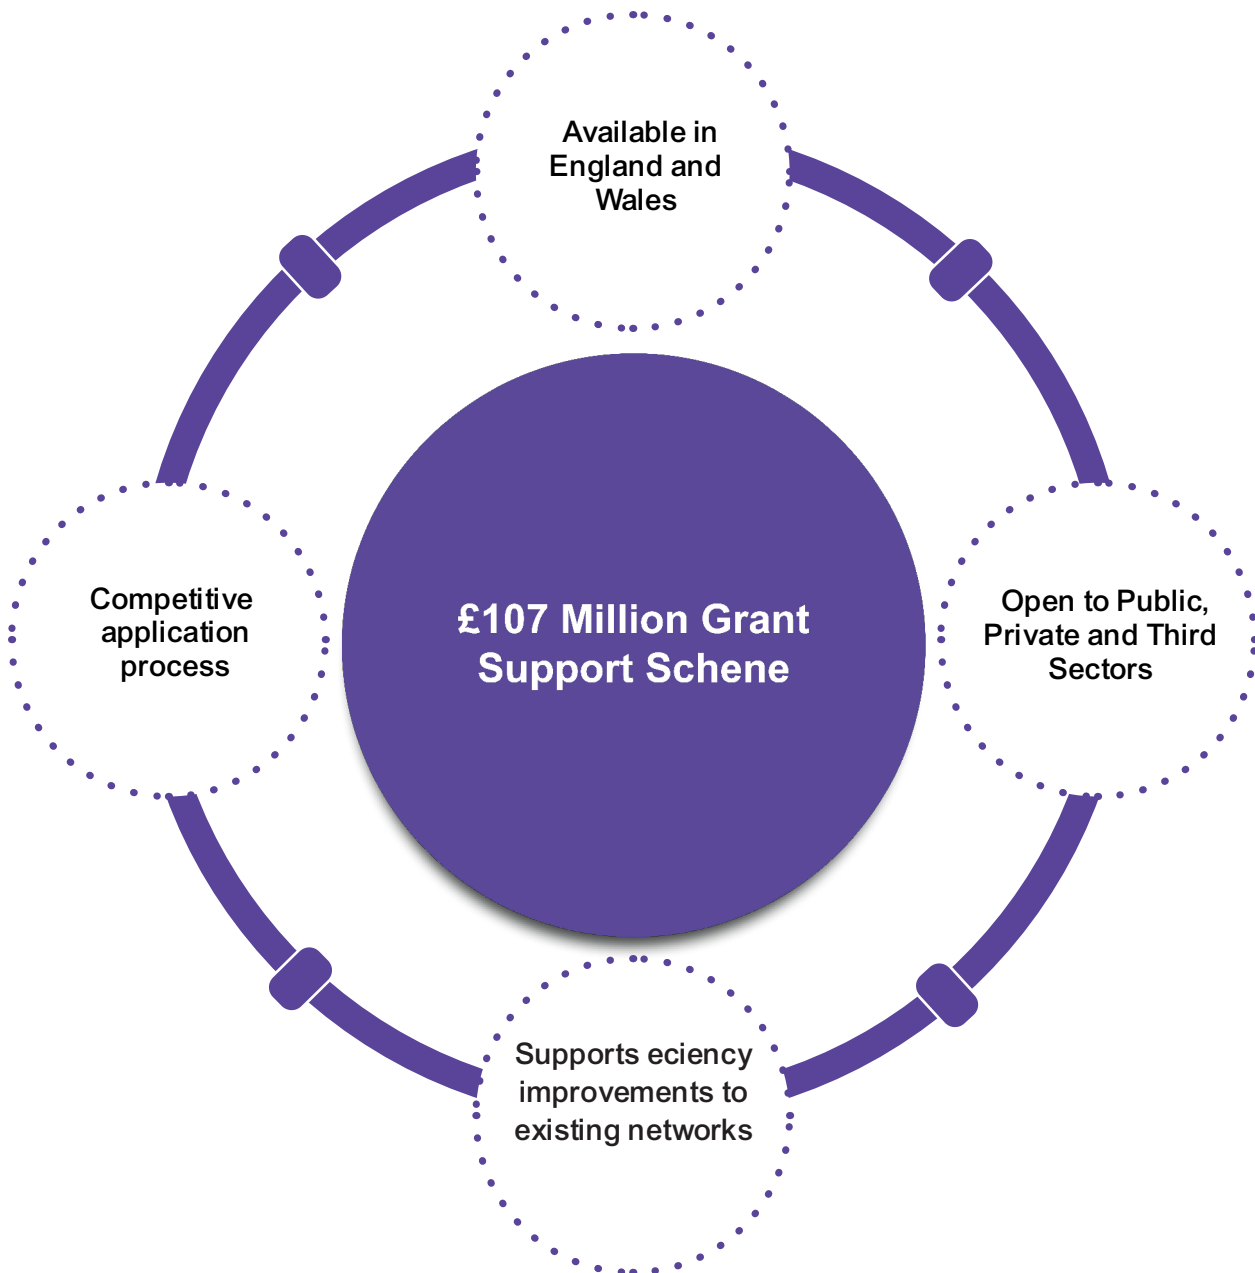 Available in
England and
Wales
Competitive
application
process
£107 Million Grant
Support Schene
Open to Public,
Private and Third
Sectors
Supports eciency
improvements to
existing networks